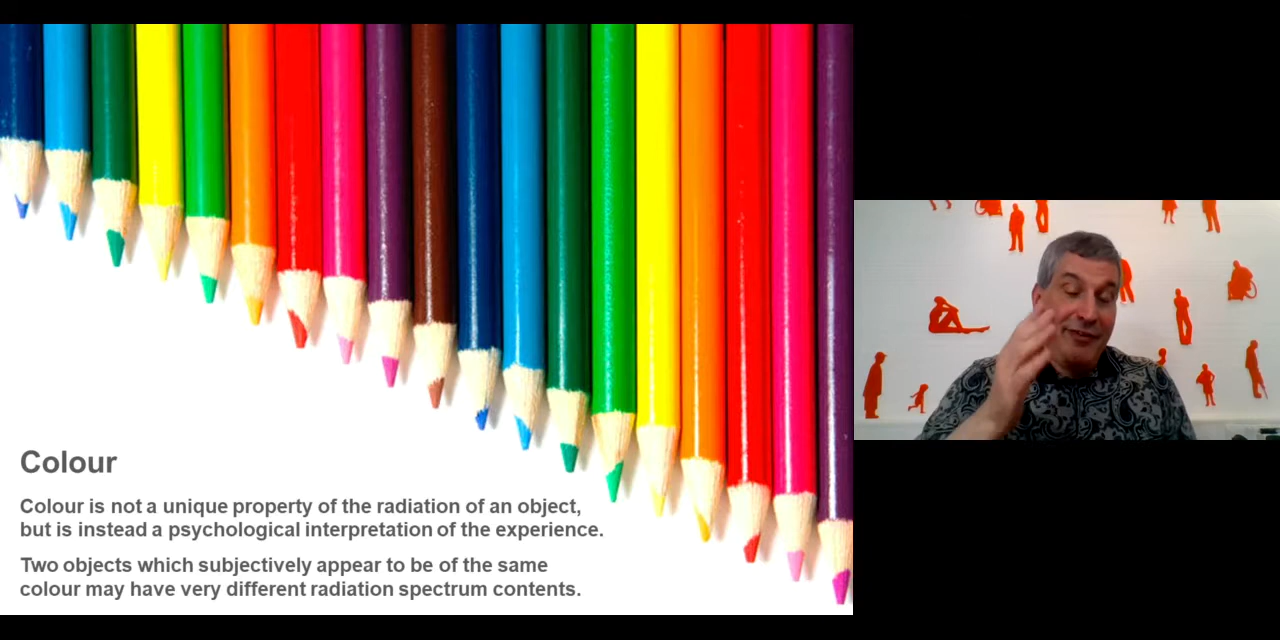 Colour
Colour is not a unique property of the radiation of an object,
but is instead a psychological interpretation of the experience.
Two objects which subjectively appear to be of the same
colour may have very different radiation spectrum contents.